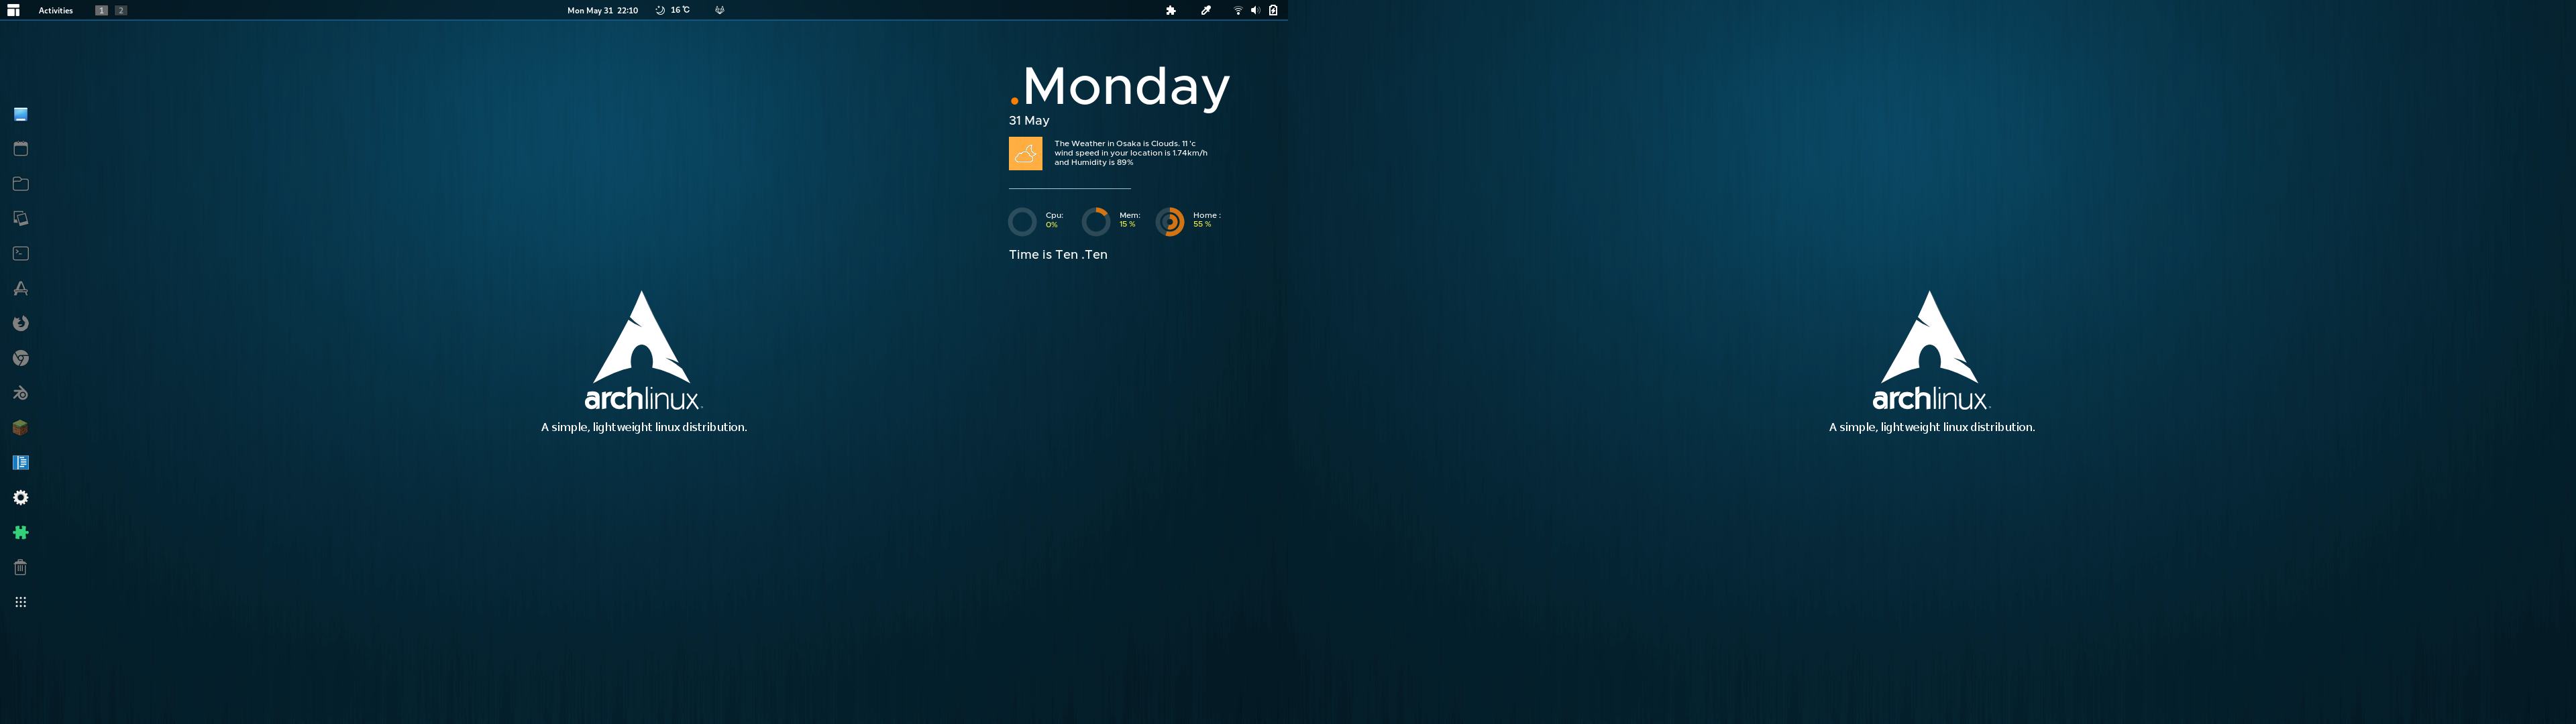 Activities
1
2
Mon May 31 22:10
16 °C
.Monday
31 May
The Weather in Osaka is Clouds. 11 'c
wind speed in your location is 1.74km/h
and Humidity is 89%
Cpu:
0%
Mem:
15 %
Home :
55 %
Time is Ten .Ten
archlinux
A simple, lightweight linux distribution.
archlinux
A simple, lightweight linux distribution.